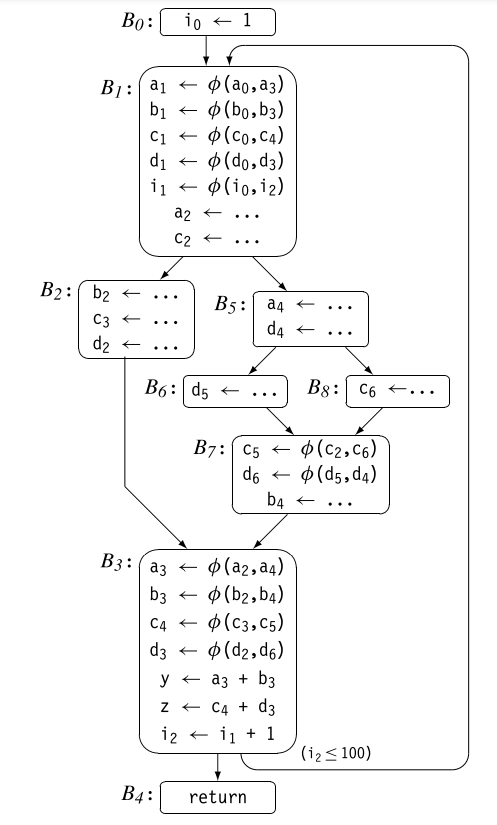 B₀: i₀ ← 1
B₁: a₁ ← ϕ(a₀,a₃)
b₁ ← ϕ(b₀,b₃)
c₁ ← ϕ(c₀,c₄)
d₁ ← ϕ(d₀,d₃)
i₁ ← ϕ(i₀,i₂)
a₂ ← ...
c₂ ← ...
B₂: b₂ ← ...
c₃ ← ...
d₂ ← ...
B₅: a₄ ← ...
d₄ ← ...
B₆: d₅ ← ...
B₈: c₆ ←...
B₇: c₅ ← ϕ(c₂,c₆)
d₆ ← ϕ(d₅,d₄)
b₄ ← ...
B₃: a₃ ← ϕ(a₂,a₄)
b₃ ← ϕ(b₂,b₄)
c₄ ← ϕ(c₃,c₅)
d₃ ← ϕ(d₂,d₆)
y ← a₃ + b₃
z ← c₄ + d₃
i₂ ← i₁ + 1
(i₂ ≤ 100)
B₄: return